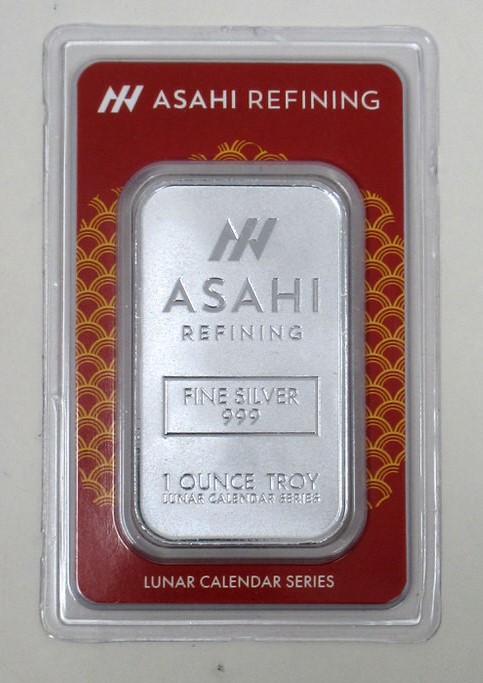 ASAHI REFINING
ASAHI
REFINING
FINE SILVER
999
1 OUNCE TROY
LUNAR CALENDAR SERIES
LUNAR CALENDAR SERIES